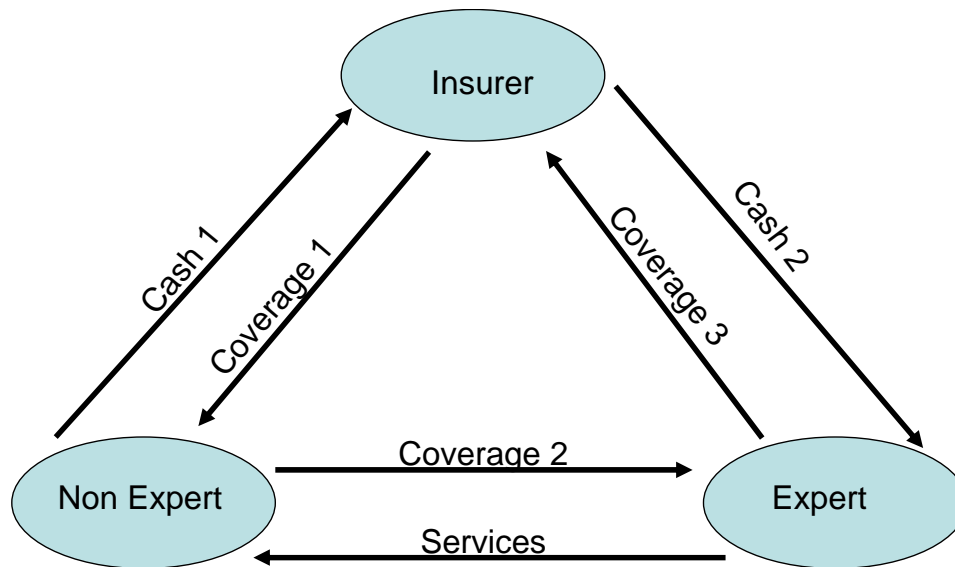 Insurer
Cash 1
Coverage 1
Coverage 3
Cash 2
Coverage 2
Non Expert
Expert
Services